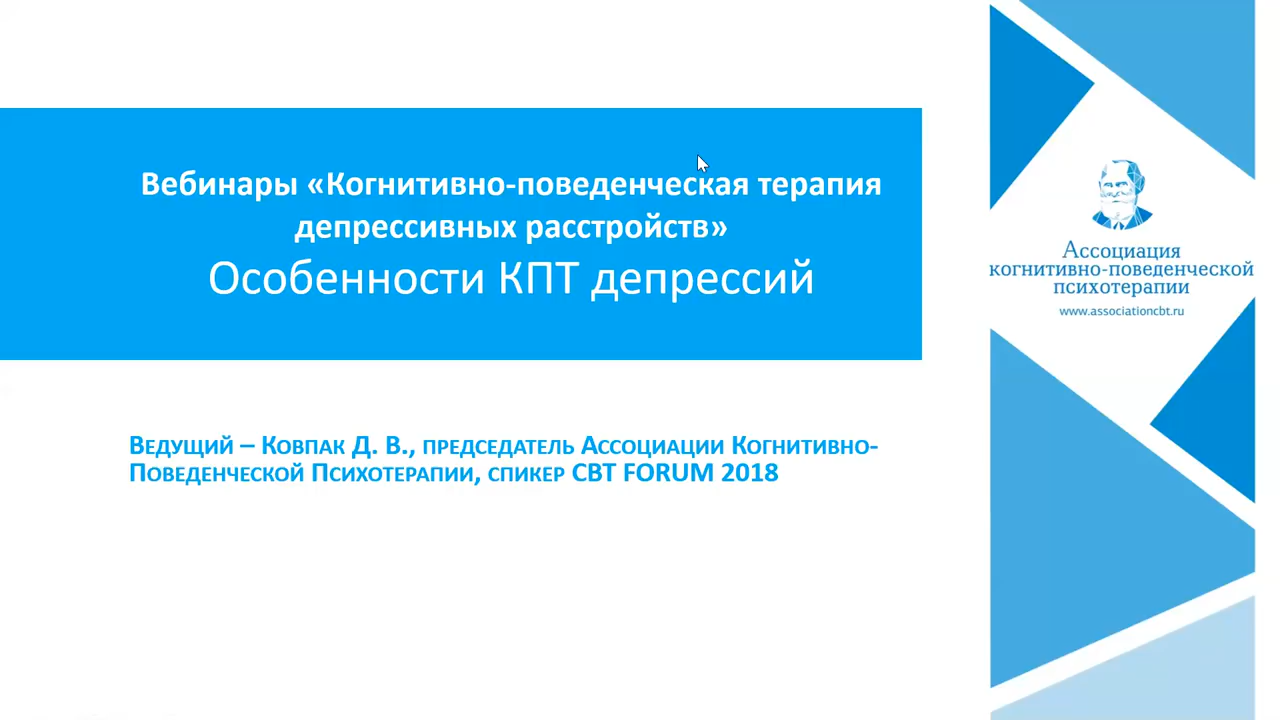 Вебинары «Когнитивно-поведенческая терапия
депрессивных расстройств»
Особенности КПТ депрессий
Ведущий – Ковпак Д. В., председатель Ассоциации Когнитивно-
Поведенческой Психотерапии, спикер CBT FORUM 2018
Ассоциация
когнитивно-поведенческой
психотерапии
www.associationcbt.ru